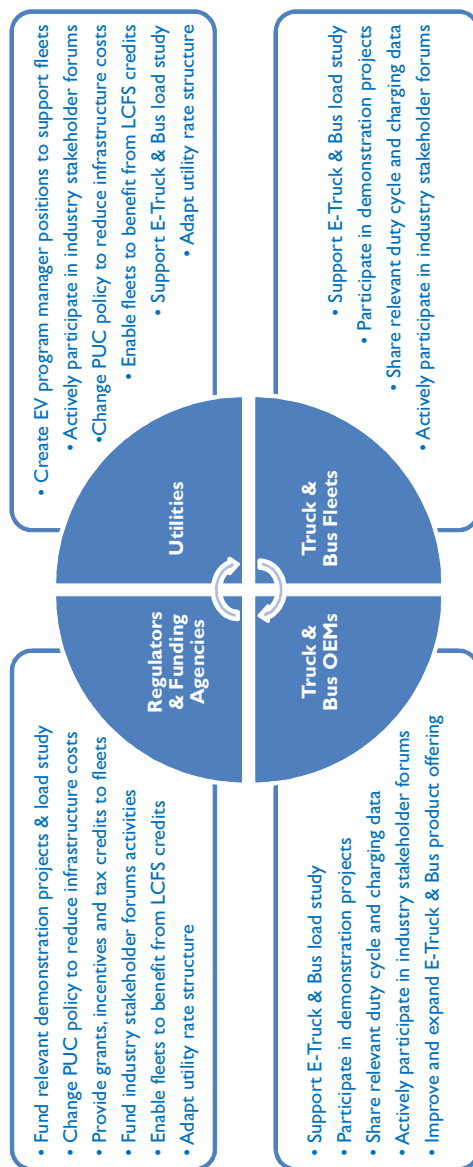 • Fund relevant demonstration projects & load study
• Change PUC policy to reduce infrastructure costs
• Provide grants, incentives and tax credits to fleets
• Fund industry stakeholder forums activities
• Enable fleets to benefit from LCFS credits
• Adapt utility rate structure
• Create EV program manager positions to support fleets
• Actively participate in industry stakeholder forums
•Change PUC policy to reduce infrastructure costs
• Enable fleets to benefit from LCFS credits
• Support E-Truck & Bus load study
• Adapt utility rate structure
Regulators
& Funding
Agencies
Utilities
Truck &
Bus OEMs
Truck &
Bus Fleets
• Support E-Truck & Bus load study
• Participate in demonstration projects
• Share relevant duty cycle and charging data
• Actively participate in industry stakeholder forums
• Improve and expand E-Truck & Bus product offering
• Support E-Truck & Bus load study
• Participate in demonstration projects
• Share relevant duty cycle and charging data
• Actively participate in industry stakeholder forums